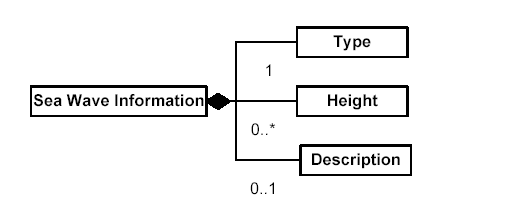 Type
1
Sea Wave Information
Height
0..*
Description
0..1